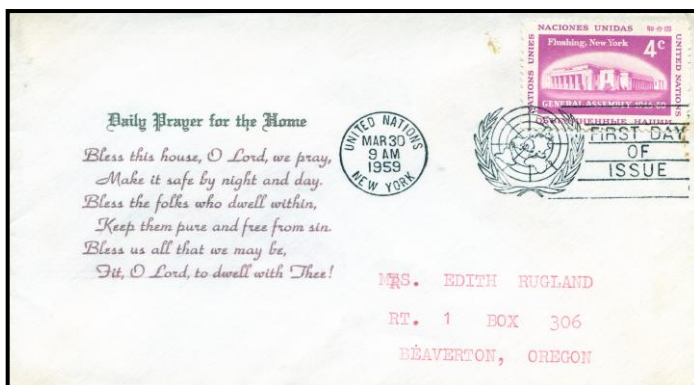 NACIONES UNIDAS
NATIONS UNIES
UNITED NATIONS
Flushing, New York 4c
GENERAL ASSEMBLY 1946-50
Daily Prayer for the Home
Bless this house, O Lord, we pray,
Make it safe by night and day.
Bless the folks who dwell within,
Keep them pure and free from sin.
Bless us all that we may be,
Fit, O Lord, to dwell with Thee!
UNITED NATIONS
MAR 30
9 AM
1959
NEW YORK
FIRST DAY
OF
ISSUE
MRS. EDITH RUGLAND
RT. 1 BOX 306
BEAVERTON, OREGON